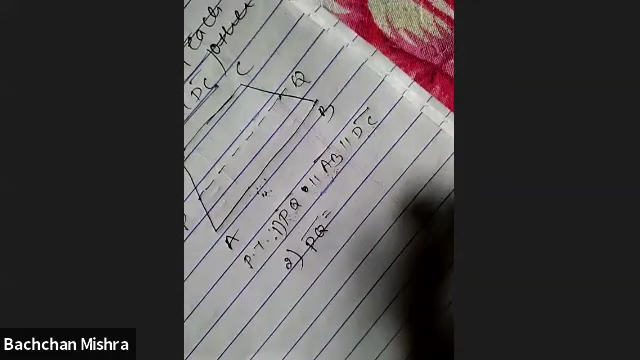 each
other
DC
C
Q
B
P
A
P.T. :1) PQ || AB || DC
2) PQ =
Bachchan Mishra